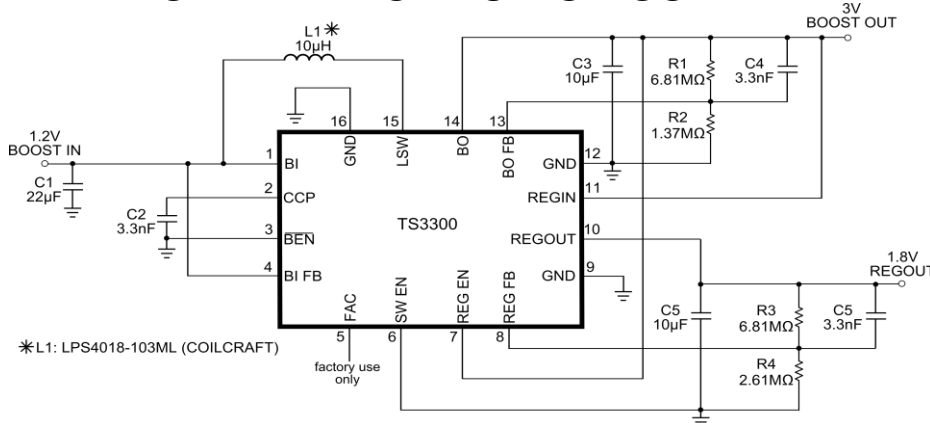 L1✳
10µH
3V
BOOST OUT
C3
10µF
R1
6.81MΩ
C4
3.3nF
R2
1.37MΩ
16
15
14
13
GND
LSW
BO
BO FB
1.2V
BOOST IN
C1
22µF
C2
3.3nF
1
BI
2
CCP
3
BEN
4
BI FB
TS3300
GND
12
REGIN
11
REGOUT
10
GND
9
FAC
SW EN
REG EN
REG FB
5
6
7
8
factory use
only
1.8V
REGOUT
C5
10µF
R3
6.81MΩ
C5
3.3nF
R4
2.61MΩ
✳L1: LPS4018-103ML (COILCRAFT)